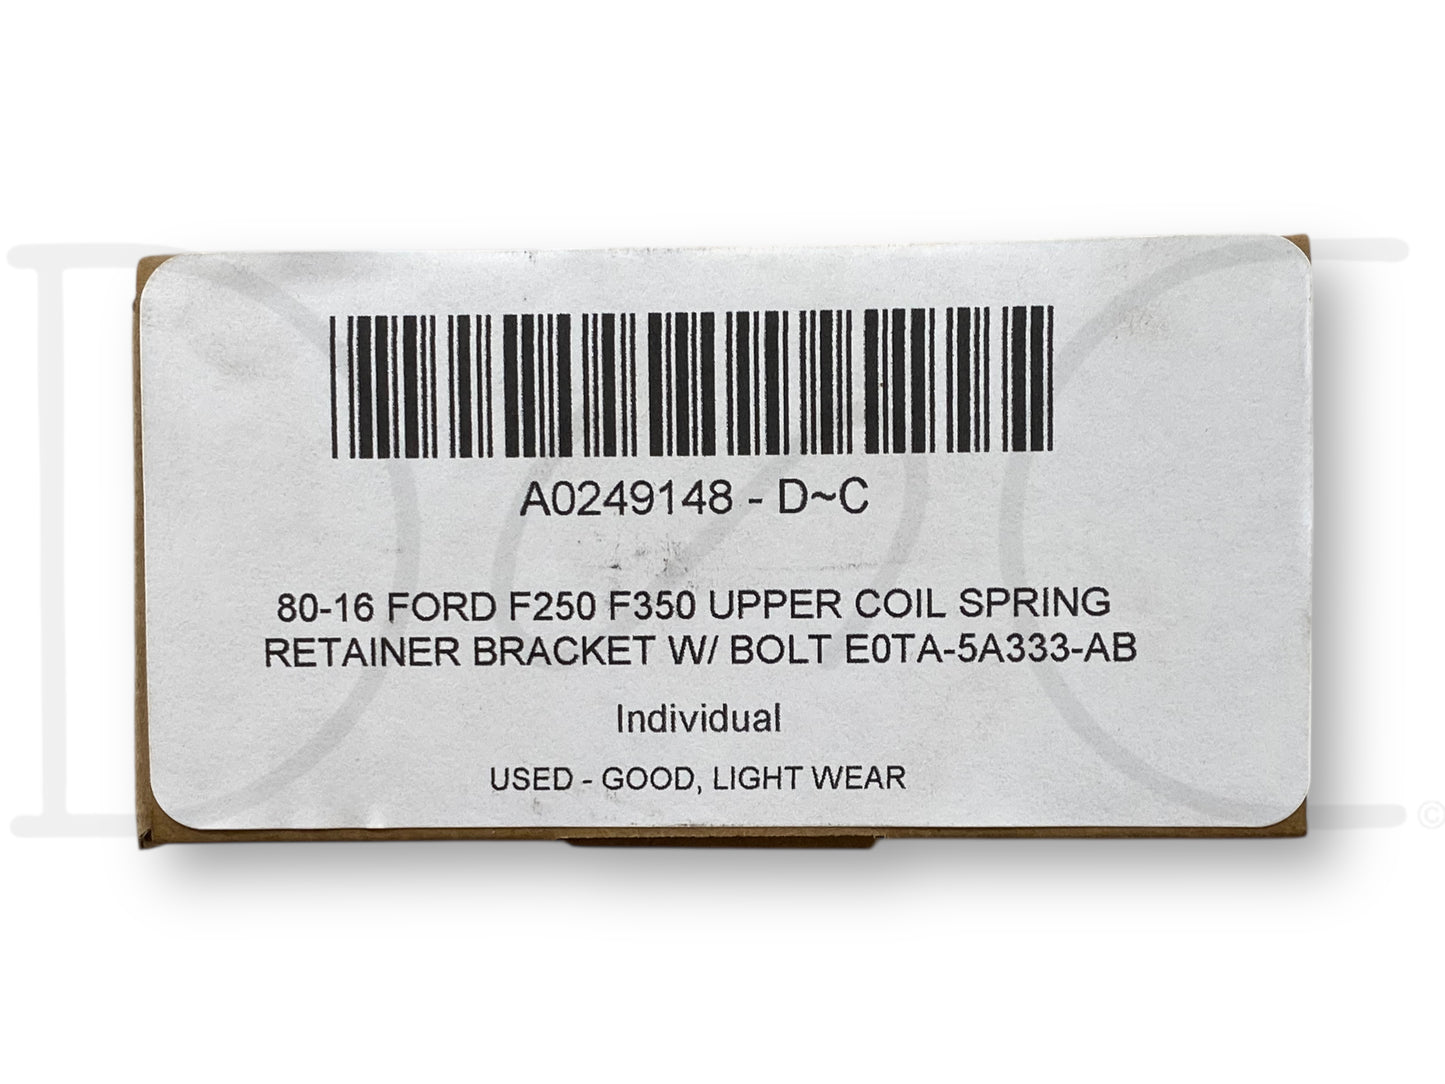 A0249148 - D~C
80-16 FORD F250 F350 UPPER COIL SPRING
RETAINER BRACKET W/ BOLT E0TA-5A333-AB
Individual
USED - GOOD, LIGHT WEAR
©